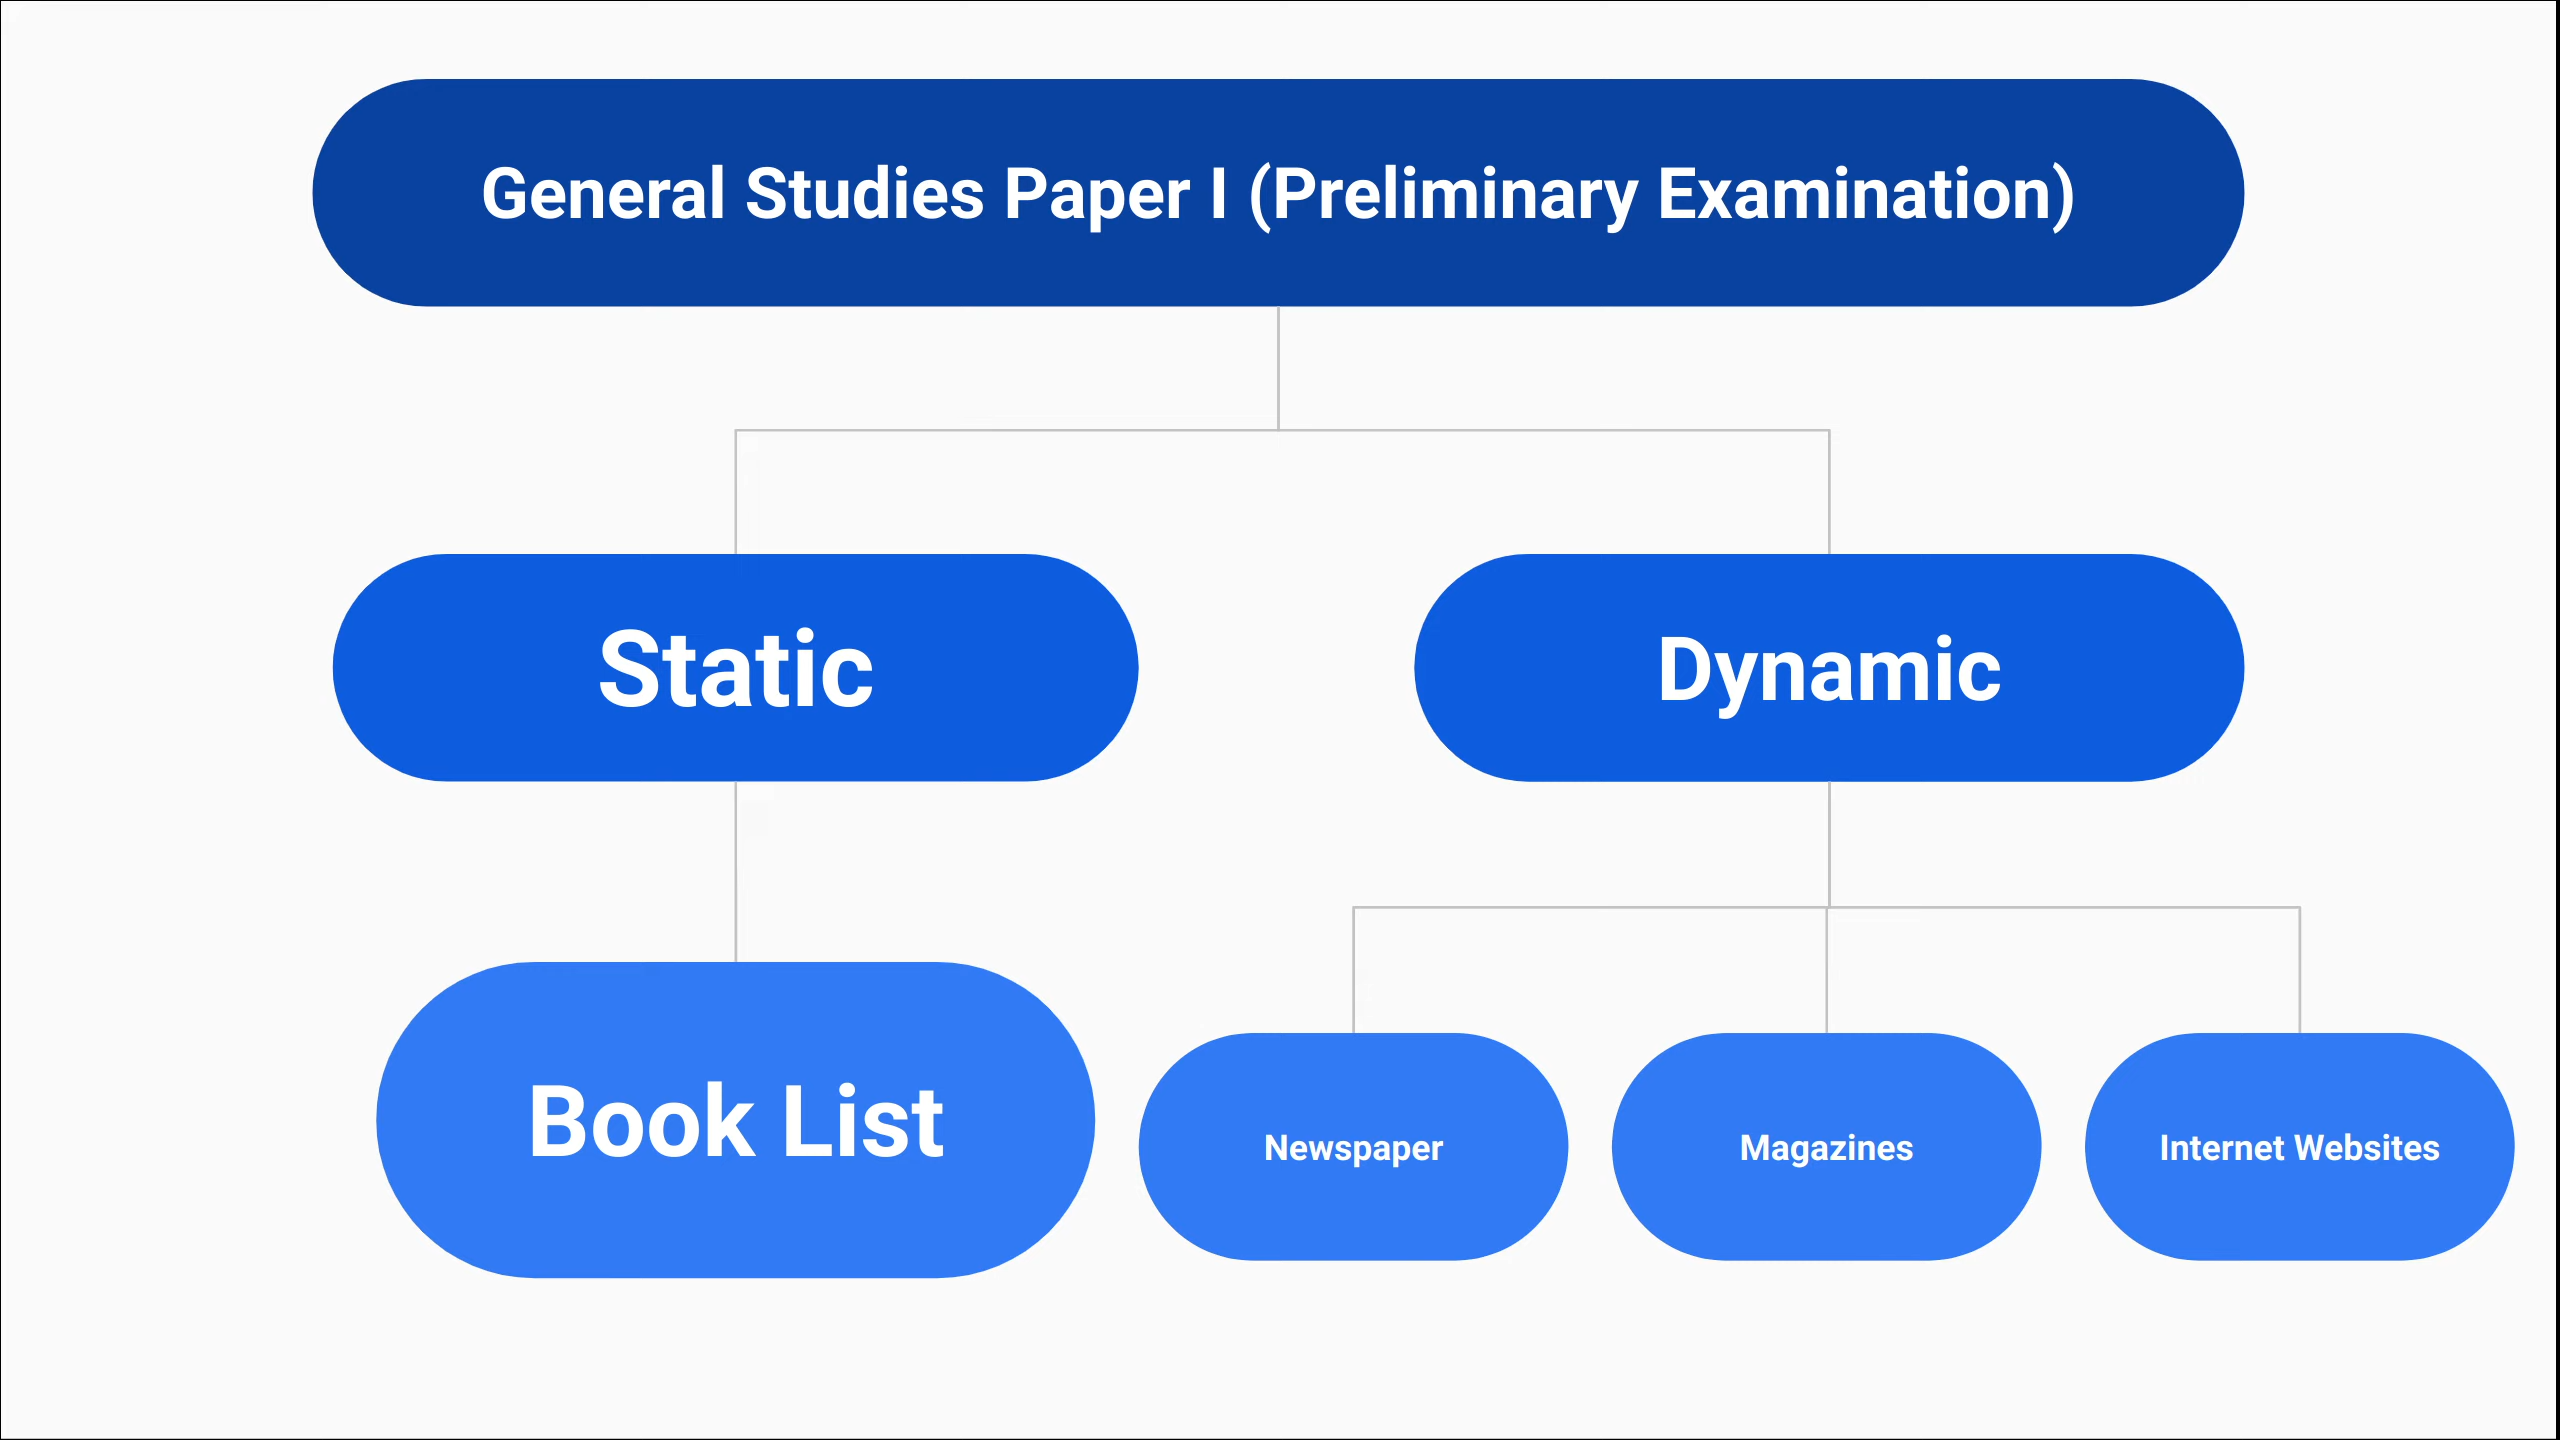 General Studies Paper I (Preliminary Examination)
Static
Dynamic
Book List
Newspaper
Magazines
Internet Websites